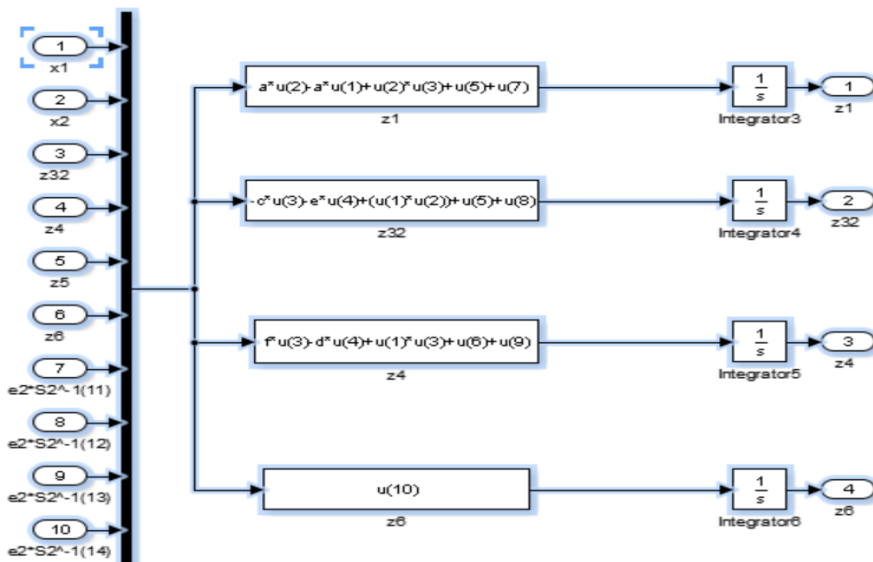 1
x1
2
x2
3
z32
4
z4
5
z5
6
z6
7
e2*S2^-1(11)
8
e2*S2^-1(12)
9
e2*S2^-1(13)
10
e2*S2^-1(14)
a*u(2)-a*u(1)+u(2)*u(3)+u(5)+u(7)
z1
1
s
Integrator3
1
z1
-c*u(3)-e*u(4)+(u(1)*u(2))+u(5)+u(8)
z32
1
s
Integrator4
2
z32
f*u(3)-d*u(4)+u(1)*u(3)+u(6)+u(9)
z4
1
s
Integrator5
3
z4
u(10)
z6
1
s
Integrator6
4
z6